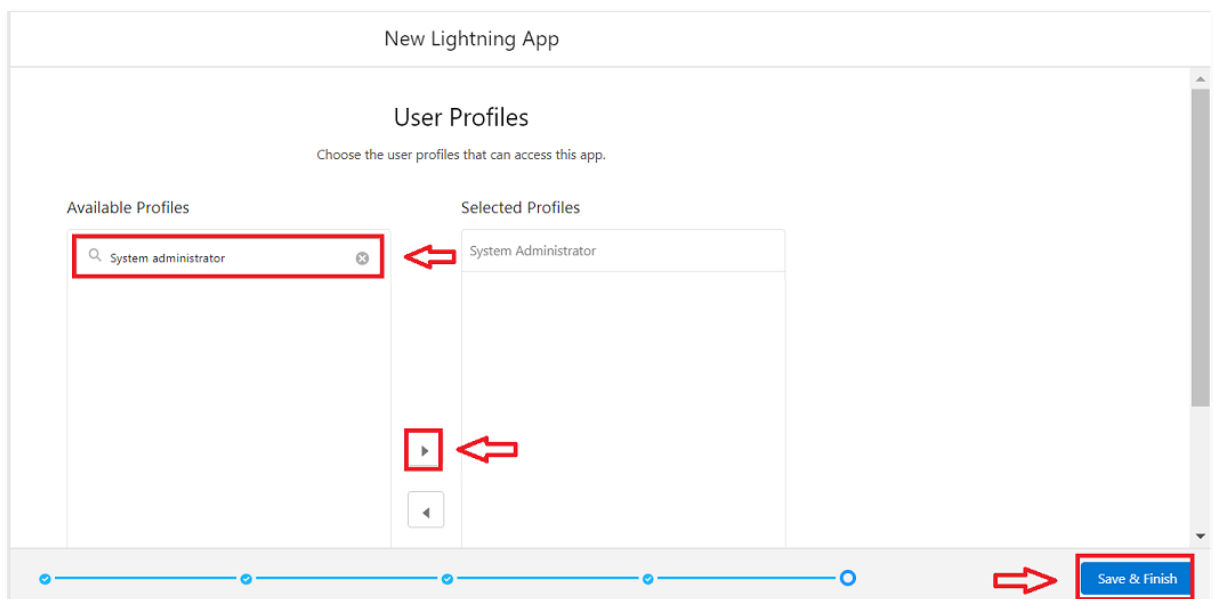 New Lightning App
User Profiles
Choose the user profiles that can access this app.
Available Profiles
Selected Profiles
System administrator
System Administrator
Save & Finish